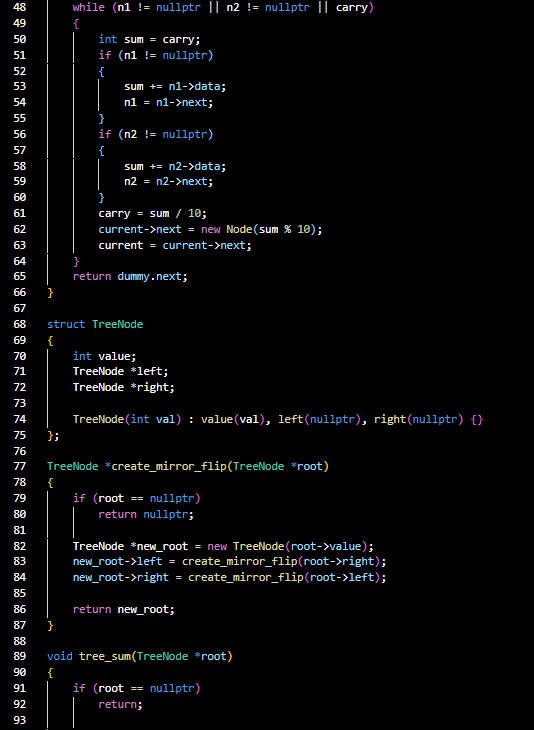 48 while (n1 != nullptr || n2 != nullptr || carry)
49 {
50 int sum = carry;
51 if (n1 != nullptr)
52 {
53 sum += n1->data;
54 n1 = n1->next;
55 }
56 if (n2 != nullptr)
57 {
58 sum += n2->data;
59 n2 = n2->next;
60 }
61 carry = sum / 10;
62 current->next = new Node(sum % 10);
63 current = current->next;
64 }
65 return dummy.next;
66 }
67
68 struct TreeNode
69 {
70 int value;
71 TreeNode *left;
72 TreeNode *right;
73
74 TreeNode(int val) : value(val), left(nullptr), right(nullptr) {}
75 };
76
77 TreeNode *create_mirror_flip(TreeNode *root)
78 {
79 if (root == nullptr)
80 return nullptr;
81
82 TreeNode *new_root = new TreeNode(root->value);
83 new_root->left = create_mirror_flip(root->right);
84 new_root->right = create_mirror_flip(root->left);
85
86 return new_root;
87 }
88
89 void tree_sum(TreeNode *root)
90 {
91 if (root == nullptr)
92 return;
93